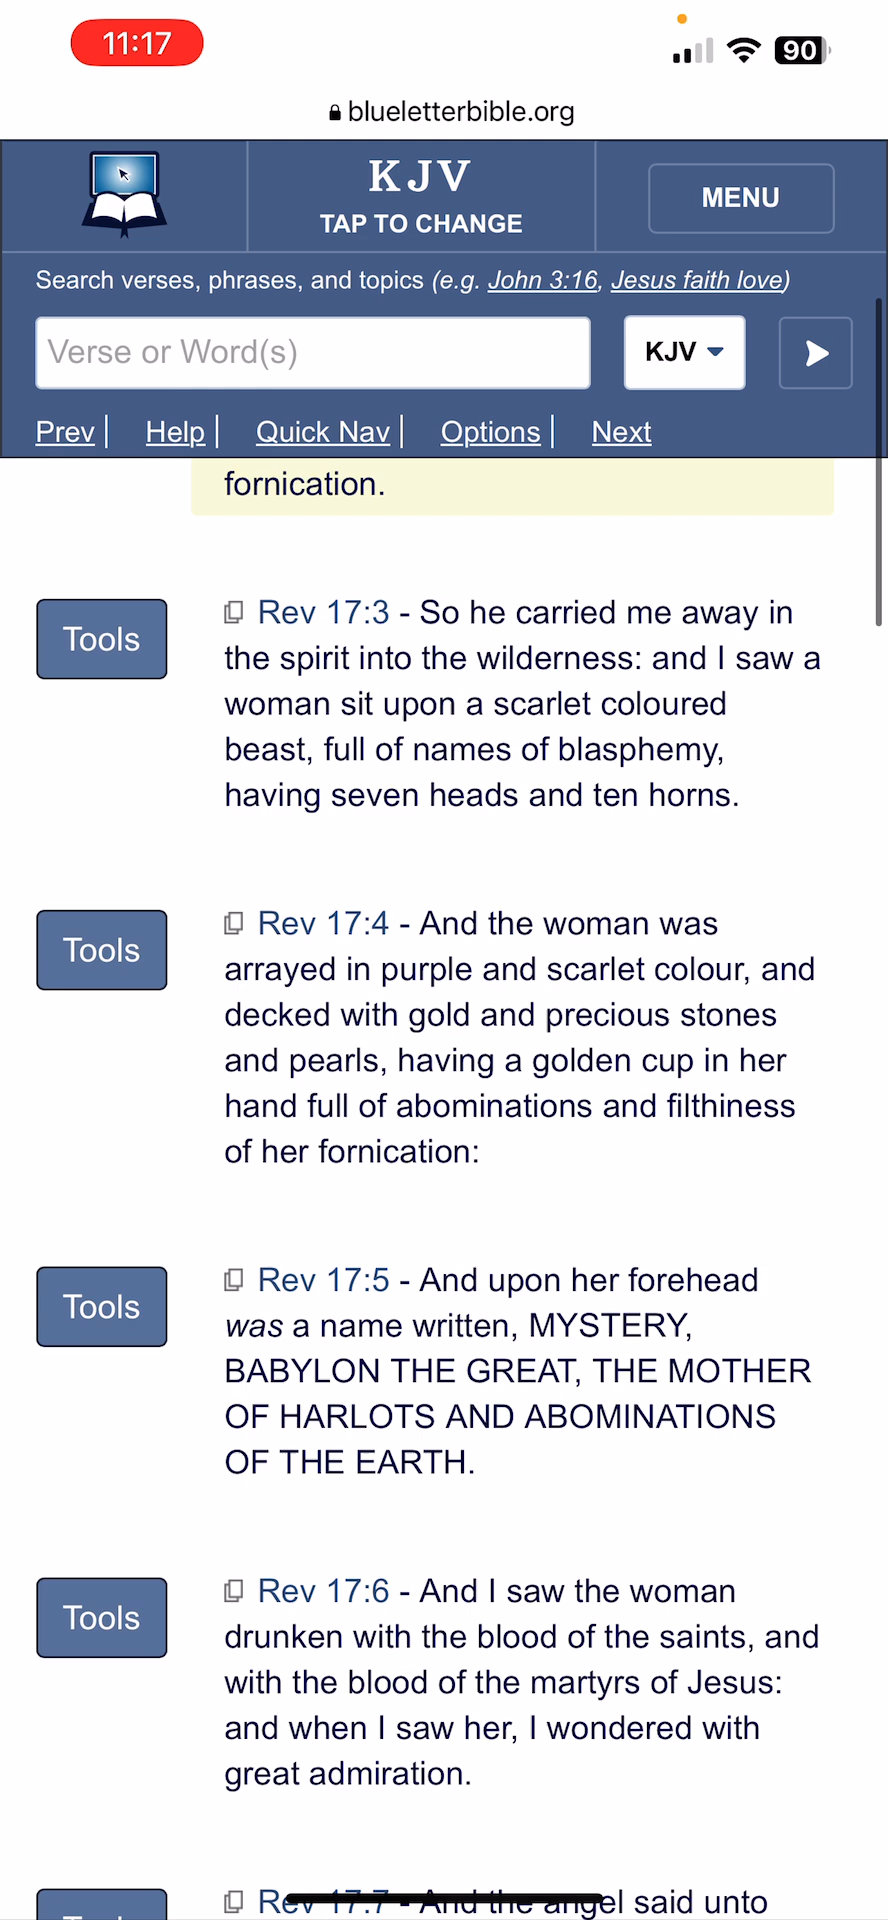 11:17
90
blueletterbible.org
KJV
TAP TO CHANGE
MENU
Search verses, phrases, and topics (e.g. John 3:16, Jesus faith love)
Verse or Word(s)
KJV
Prev | Help | Quick Nav | Options | Next
fornication.
Tools
Rev 17:3 - So he carried me away in
the spirit into the wilderness: and I saw a
woman sit upon a scarlet coloured
beast, full of names of blasphemy,
having seven heads and ten horns.
Tools
Rev 17:4 - And the woman was
arrayed in purple and scarlet colour, and
decked with gold and precious stones
and pearls, having a golden cup in her
hand full of abominations and filthiness
of her fornication:
Tools
Rev 17:5 - And upon her forehead
was a name written, MYSTERY,
BABYLON THE GREAT, THE MOTHER
OF HARLOTS AND ABOMINATIONS
OF THE EARTH.
Tools
Rev 17:6 - And I saw the woman
drunken with the blood of the saints, and
with the blood of the martyrs of Jesus:
and when I saw her, I wondered with
great admiration.
Rev 17:7 - And the angel said unto